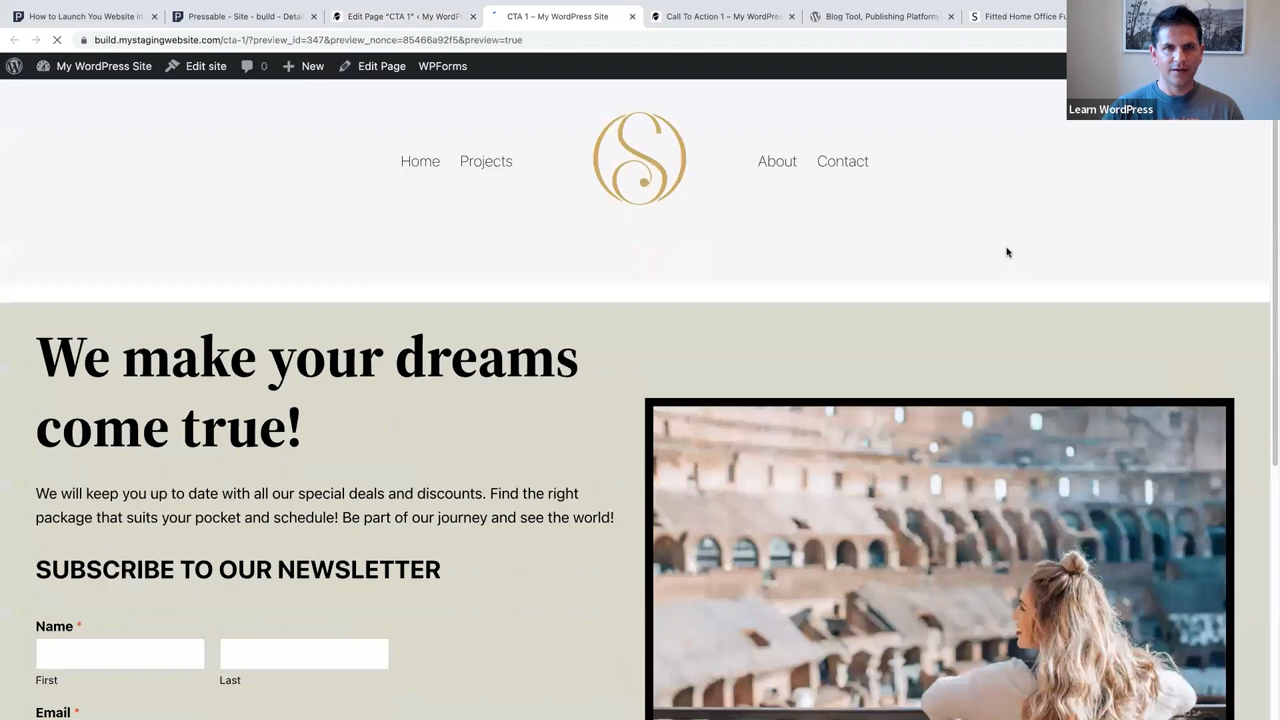 How to Launch You Website in
Pressable - Site - build - Detai
Edit Page "CTA 1" ‹ My WordP
CTA 1 – My WordPress Site
Call To Action 1 – My WordPre
Blog Tool, Publishing Platform,
Fitted Home Office Fu
build.mystagingwebsite.com/cta-1/?preview_id=347&preview_nonce=85466a92f5&preview=true
My WordPress Site
Edit site
0
New
Edit Page
WPForms
Learn WordPress
Home
Projects
About
Contact
We make your dreams
come true!
We will keep you up to date with all our special deals and discounts. Find the right
package that suits your pocket and schedule! Be part of our journey and see the world!
SUBSCRIBE TO OUR NEWSLETTER
Name *
First
Last
Email *